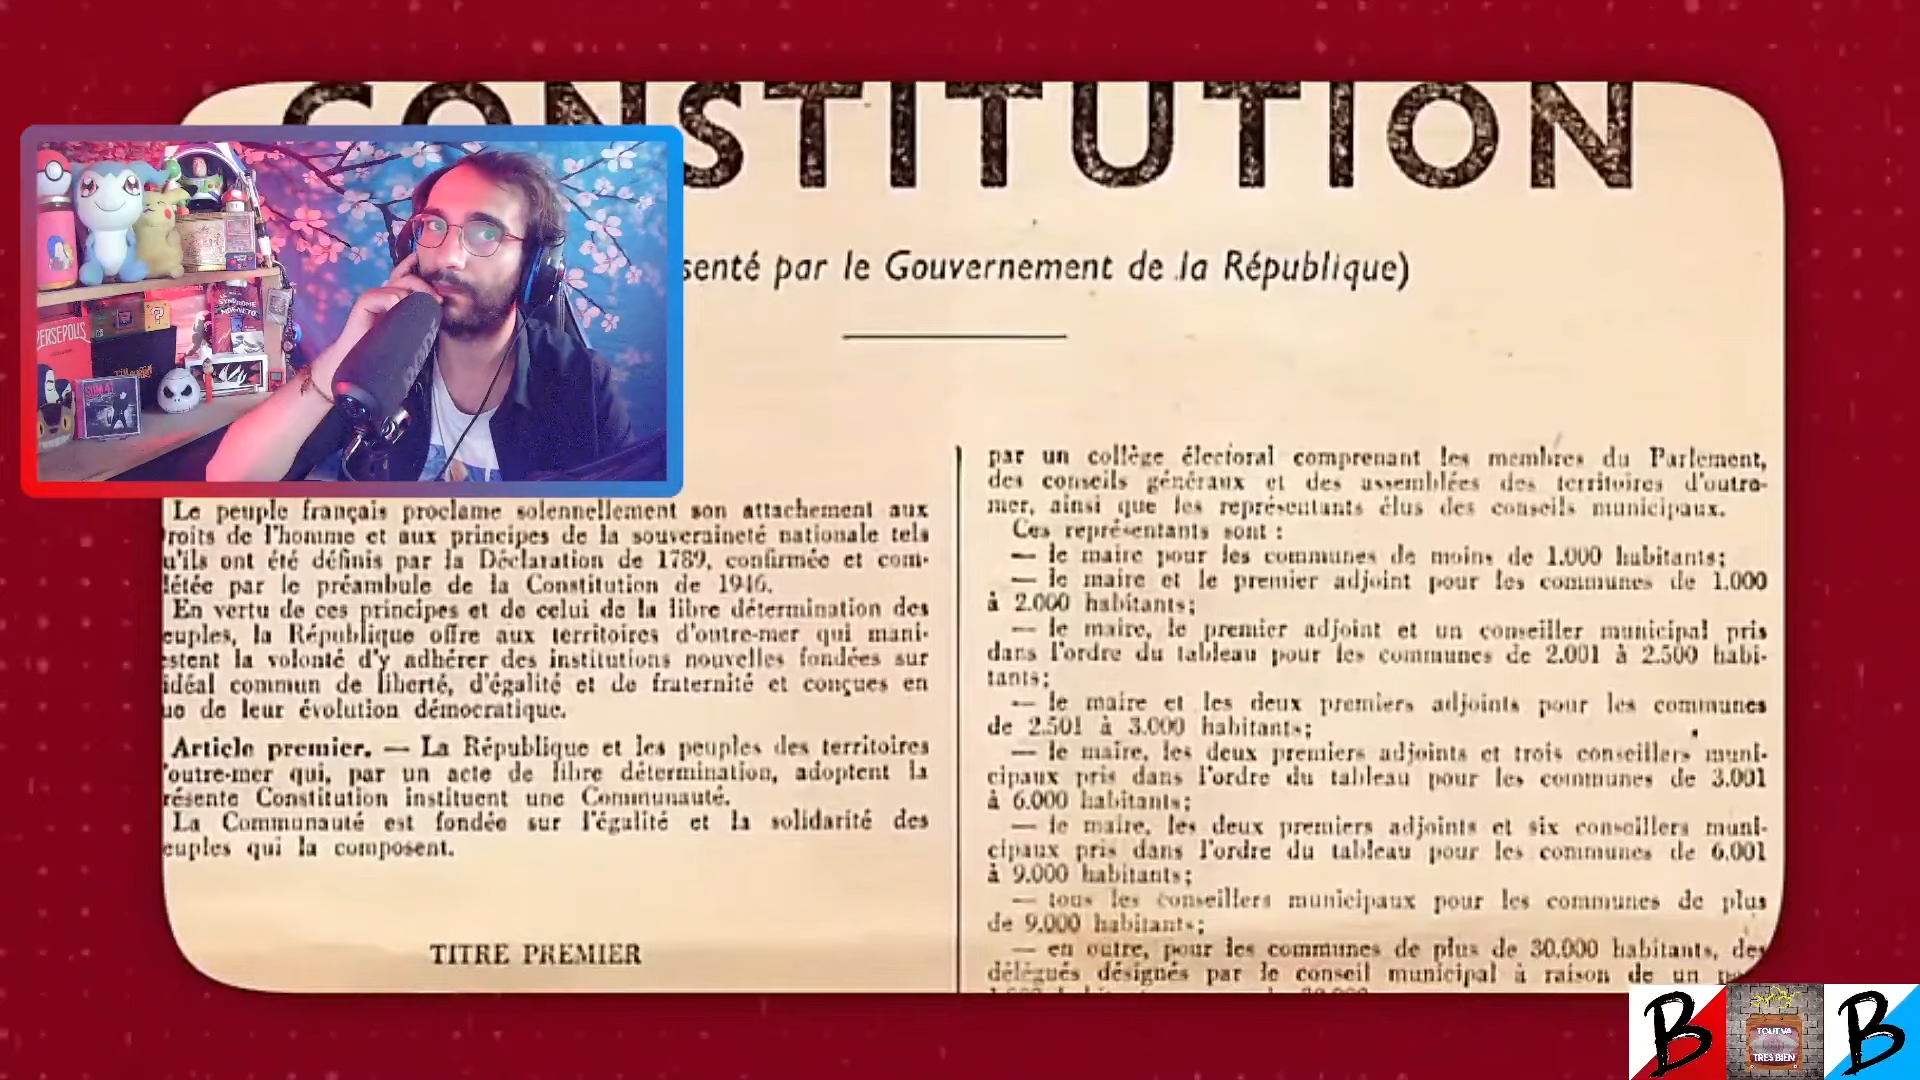 CONSTITUTION
senté par le Gouvernement de la République)
PERSEPOLIS
LE
SYNDROME
MAGNETO
SUM 41
Le peuple français proclame solennellement son attachement aux
roits de l'homme et aux principes de la souveraineté nationale tels
u'ils ont été définis par la Déclaration de 1789, confirmée et com-
létée par le préambule de la Constitution de 1946.
En vertu de ces principes et de celui de la libre détermination des
euples, la République offre aux territoires d'outre-mer qui mani-
estent la volonté d'y adhérer des institutions nouvelles fondées sur
idéal commun de liberté, d'égalité et de fraternité et conçues en
ue de leur évolution démocratique.
Article premier. — La République et les peuples des territoires
'outre-mer qui, par un acte de libre détermination, adoptent la
résente Constitution instituent une Communauté.
La Communauté est fondée sur l'égalité et la solidarité des
euples qui la composent.
TITRE PREMIER
par un collège électoral comprenant les membres du Parlement,
des conseils généraux et des assemblées des territoires d'outre-
mer, ainsi que les représentants élus des conseils municipaux.
Ces représentants sont :
— le maire pour les communes de moins de 1.000 habitants;
— le maire et le premier adjoint pour les communes de 1.000
à 2.000 habitants;
— le maire, le premier adjoint et un conseiller municipal pris
dans l'ordre du tableau pour les communes de 2.001 à 2.500 habi-
tants;
— le maire et les deux premiers adjoints pour les communes
de 2.501 à 3.000 habitants;
— le maire, les deux premiers adjoints et trois conseillers muni-
cipaux pris dans l'ordre du tableau pour les communes de 3.001
à 6.000 habitants;
— le maire, les deux premiers adjoints et six conseillers muni-
cipaux pris dans l'ordre du tableau pour les communes de 6.001
à 9.000 habitants;
— tous les conseillers municipaux pour les communes de plus
de 9.000 habitants;
— en outre, pour les communes de plus de 30.000 habitants, des
délégués désignés par le conseil municipal à raison de un
B
TOUT VA
TRES BIEN
B